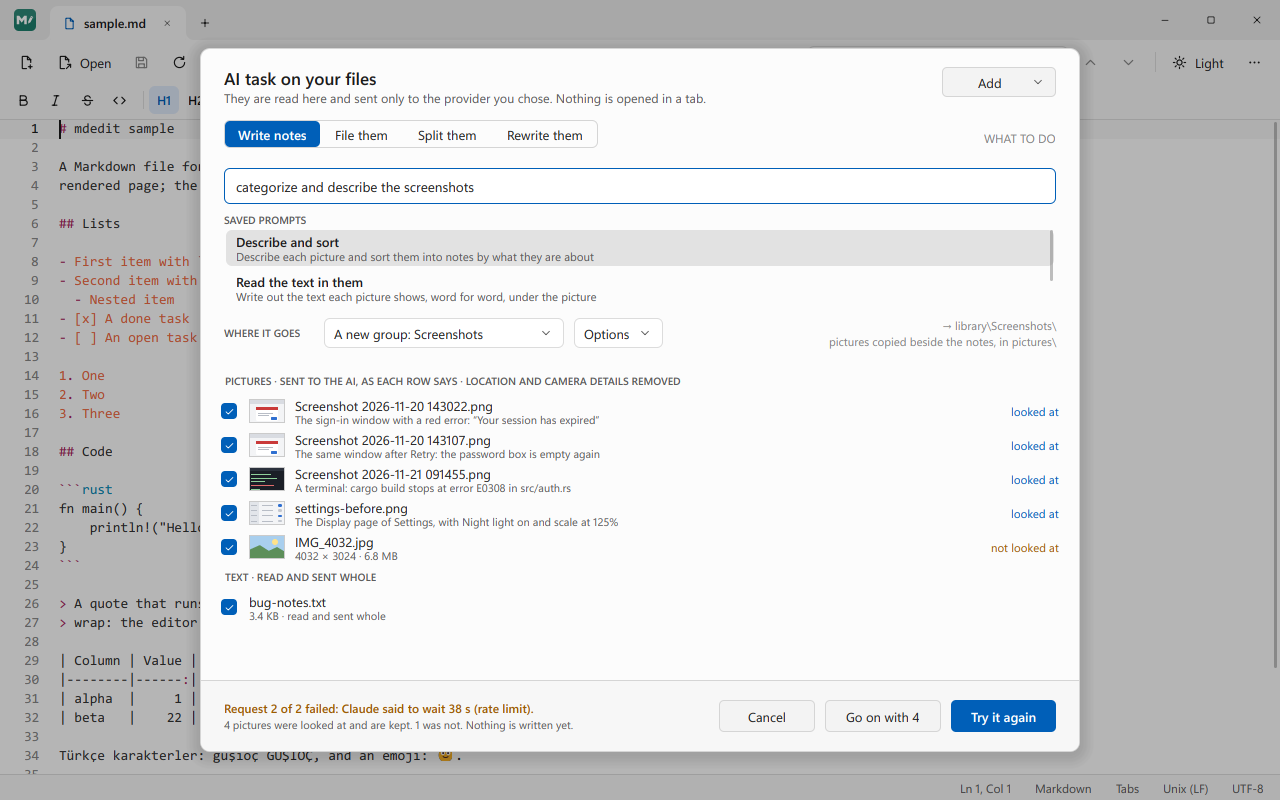 sample.md
Open
Light
B I S <> H1 H2
1 # mdedit sample
2
3 A Markdown file for
4 rendered page; the
5
6 ## Lists
7
8 - First item with
9 - Second item with
10 - Nested item
11 - [x] A done task
12 - [ ] An open task
13
14 1. One
15 2. Two
16 3. Three
17
18 ## Code
19
20 ```rust
21 fn main() {
22 println!("Hello
23 }
24 ```
25
26 > A quote that runs
27 > wrap: the editor
28
29 | Column | Value |
30 |--------|------:|
31 | alpha | 1 |
32 | beta | 22 |
33
34 Türkçe karakterler: ğüşıöç ĞÜŞİÖÇ, and an emoji: 🙂.
35
AI task on your files
They are read here and sent only to the provider you chose. Nothing is opened in a tab.
Add
Write notes File them Split them Rewrite them
WHAT TO DO
categorize and describe the screenshots
SAVED PROMPTS
Describe and sort
Describe each picture and sort them into notes by what they are about
Read the text in them
Write out the text each picture shows, word for word, under the picture
WHERE IT GOES A new group: Screenshots Options
→ library\Screenshots\
pictures copied beside the notes, in pictures\
PICTURES · SENT TO THE AI, AS EACH ROW SAYS · LOCATION AND CAMERA DETAILS REMOVED
Screenshot 2026-11-20 143022.png
The sign-in window with a red error: “Your session has expired”
looked at
Screenshot 2026-11-20 143107.png
The same window after Retry: the password box is empty again
looked at
Screenshot 2026-11-21 091455.png
A terminal: cargo build stops at error E0308 in src/auth.rs
looked at
settings-before.png
The Display page of Settings, with Night light on and scale at 125%
looked at
IMG_4032.jpg
4032 × 3024 · 6.8 MB
not looked at
TEXT · READ AND SENT WHOLE
bug-notes.txt
3.4 KB · read and sent whole
Request 2 of 2 failed: Claude said to wait 38 s (rate limit).
4 pictures were looked at and are kept. 1 was not. Nothing is written yet.
Cancel Go on with 4 Try it again
Ln 1, Col 1 Markdown Tabs Unix (LF) UTF-8